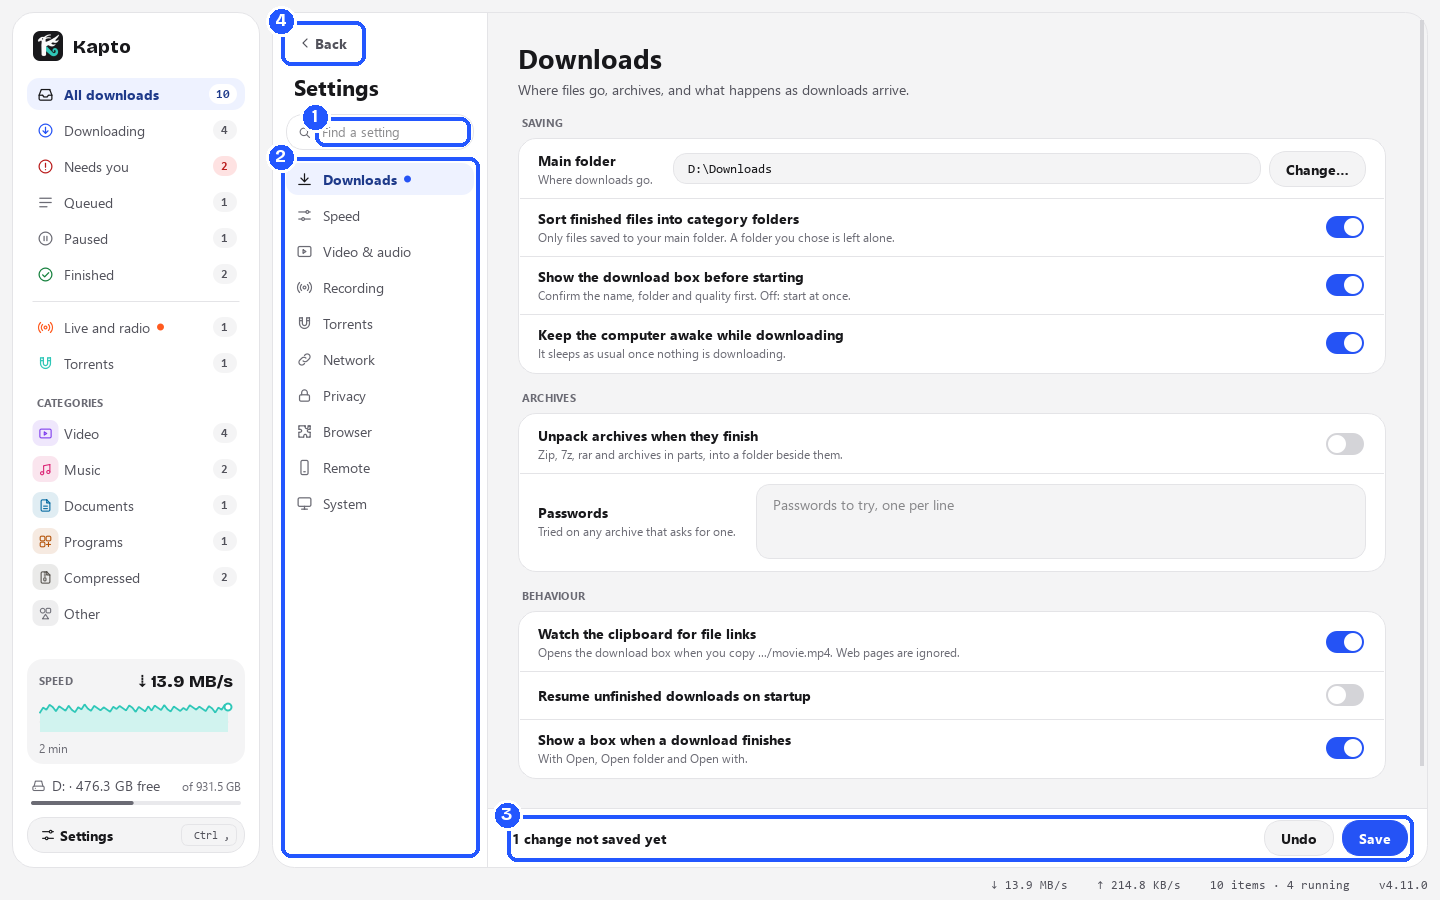 Kapto
All downloads 10
Downloading 4
Needs you 2
Queued 1
Paused 1
Finished 2
Live and radio 1
Torrents 1
CATEGORIES
Video 4
Music 2
Documents 1
Programs 1
Compressed 2
Other
SPEED ↓ 13.9 MB/s
2 min
D: · 476.3 GB free of 931.5 GB
Settings Ctrl ,
4
Back
Settings
1
Find a setting
2
Downloads
Speed
Video & audio
Recording
Torrents
Network
Privacy
Browser
Remote
System
Downloads
Where files go, archives, and what happens as downloads arrive.
SAVING
Main folder
Where downloads go.
D:\Downloads
Change...
Sort finished files into category folders
Only files saved to your main folder. A folder you chose is left alone.
Show the download box before starting
Confirm the name, folder and quality first. Off: start at once.
Keep the computer awake while downloading
It sleeps as usual once nothing is downloading.
ARCHIVES
Unpack archives when they finish
Zip, 7z, rar and archives in parts, into a folder beside them.
Passwords
Tried on any archive that asks for one.
Passwords to try, one per line
BEHAVIOUR
Watch the clipboard for file links
Opens the download box when you copy .../movie.mp4. Web pages are ignored.
Resume unfinished downloads on startup
Show a box when a download finishes
With Open, Open folder and Open with.
3
1 change not saved yet
Undo
Save
↓ 13.9 MB/s ↑ 214.8 KB/s 10 items · 4 running v4.11.0